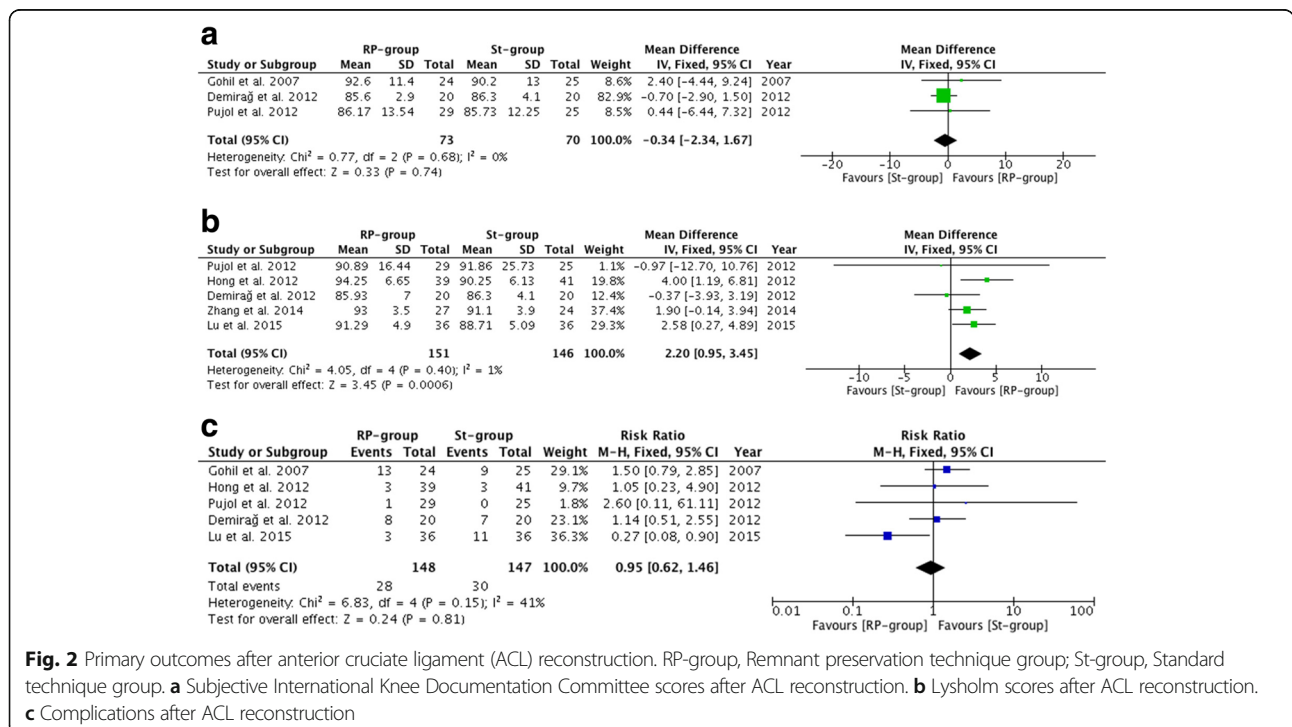 a
RP-group St-group Mean Difference Mean Difference
Study or Subgroup Mean SD Total Mean SD Total Weight IV, Fixed, 95% CI Year IV, Fixed, 95% CI
Gohil et al. 2007 92.6 11.4 24 90.2 13 25 8.6% 2.40 [-4.44, 9.24] 2007
Demirağ et al. 2012 85.6 2.9 20 86.3 4.1 20 82.9% -0.70 [-2.90, 1.50] 2012
Pujol et al. 2012 86.17 13.54 29 85.73 12.25 25 8.5% 0.44 [-6.44, 7.32] 2012
Total (95% CI) 73 70 100.0% -0.34 [-2.34, 1.67]
Heterogeneity: Chi² = 0.77, df = 2 (P = 0.68); I² = 0%
Test for overall effect: Z = 0.33 (P = 0.74)
-20 -10 0 10 20
Favours [St-group] Favours [RP-group]
b
RP-group St-group Mean Difference Mean Difference
Study or Subgroup Mean SD Total Mean SD Total Weight IV, Fixed, 95% CI Year IV, Fixed, 95% CI
Pujol et al. 2012 90.89 16.44 29 91.86 25.73 25 1.1% -0.97 [-12.70, 10.76] 2012
Hong et al. 2012 94.25 6.65 39 90.25 6.13 41 19.8% 4.00 [1.19, 6.81] 2012
Demirağ et al. 2012 85.93 7 20 86.3 4.1 20 12.4% -0.37 [-3.93, 3.19] 2012
Zhang et al. 2014 93 3.5 27 91.1 3.9 24 37.4% 1.90 [-0.14, 3.94] 2014
Lu et al. 2015 91.29 4.9 36 88.71 5.09 36 29.3% 2.58 [0.27, 4.89] 2015
Total (95% CI) 151 146 100.0% 2.20 [0.95, 3.45]
Heterogeneity: Chi² = 4.05, df = 4 (P = 0.40); I² = 1%
Test for overall effect: Z = 3.45 (P = 0.0006)
-10 -5 0 5 10
Favours [St-group] Favours [RP-group]
c
RP-group St-group Risk Ratio Risk Ratio
Study or Subgroup Events Total Events Total Weight M-H, Fixed, 95% CI Year M-H, Fixed, 95% CI
Gohil et al. 2007 13 24 9 25 29.1% 1.50 [0.79, 2.85] 2007
Hong et al. 2012 3 39 3 41 9.7% 1.05 [0.23, 4.90] 2012
Pujol et al. 2012 1 29 0 25 1.8% 2.60 [0.11, 61.11] 2012
Demirağ et al. 2012 8 20 7 20 23.1% 1.14 [0.51, 2.55] 2012
Lu et al. 2015 3 36 11 36 36.3% 0.27 [0.08, 0.90] 2015
Total (95% CI) 148 147 100.0% 0.95 [0.62, 1.46]
Total events 28 30
Heterogeneity: Chi² = 6.83, df = 4 (P = 0.15); I² = 41%
Test for overall effect: Z = 0.24 (P = 0.81)
0.01 0.1 1 10 100
Favours [RP-group] Favours [St-group]
Fig. 2 Primary outcomes after anterior cruciate ligament (ACL) reconstruction. RP-group, Remnant preservation technique group; St-group, Standard
technique group. a Subjective International Knee Documentation Committee scores after ACL reconstruction. b Lysholm scores after ACL reconstruction.
c Complications after ACL reconstruction